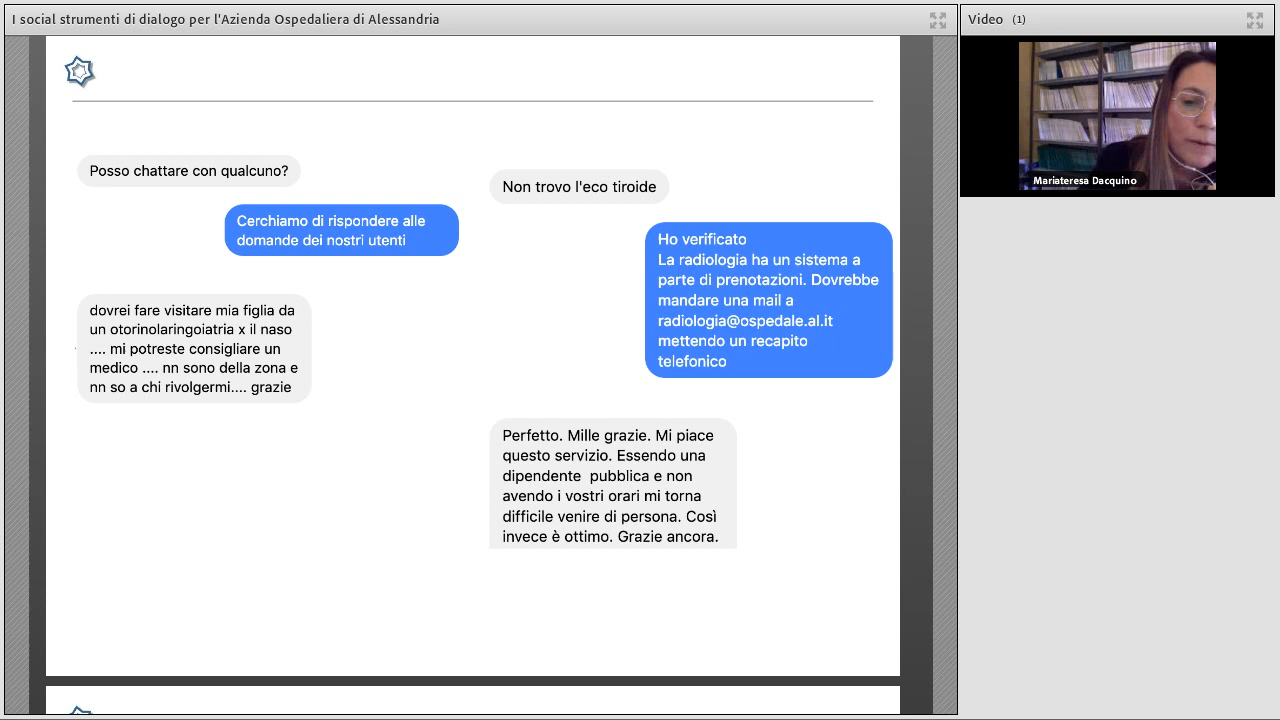 I social strumenti di dialogo per l'Azienda Ospedaliera di Alessandria
Video (1)
Mariateresa Dacquino
Posso chattare con qualcuno?
Cerchiamo di rispondere alle
domande dei nostri utenti
dovrei fare visitare mia figlia da
un otorinolaringoiatria x il naso
.... mi potreste consigliare un
medico .... nn sono della zona e
nn so a chi rivolgermi.... grazie
Non trovo l'eco tiroide
Ho verificato
La radiologia ha un sistema a
parte di prenotazioni. Dovrebbe
mandare una mail a
radiologia@ospedale.al.it
mettendo un recapito
telefonico
Perfetto. Mille grazie. Mi piace
questo servizio. Essendo una
dipendente  pubblica e non
avendo i vostri orari mi torna
difficile venire di persona. Così
invece è ottimo. Grazie ancora.